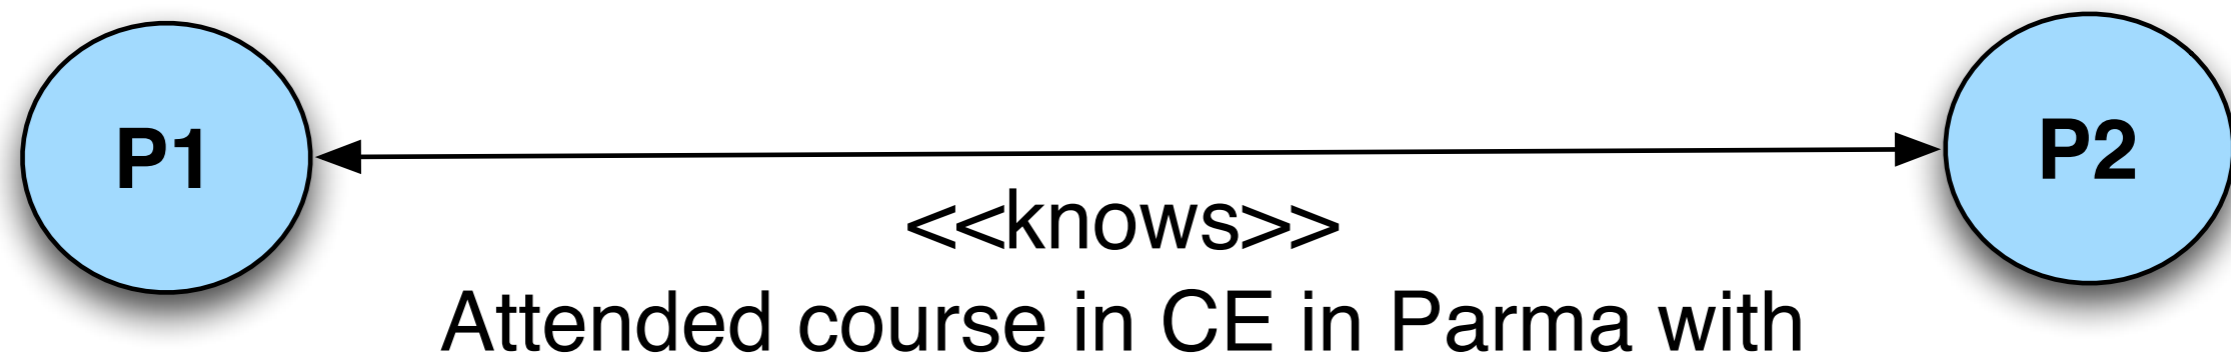 P1
P2
<<knows>>
Attended course in CE in Parma with